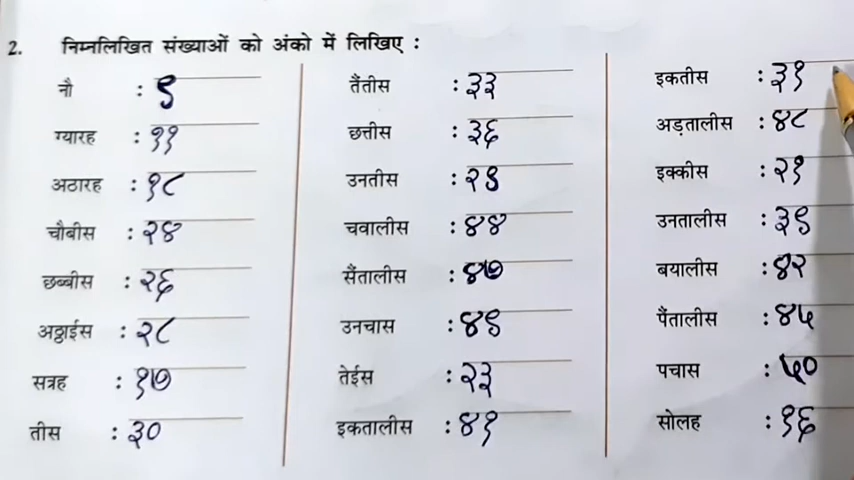 2. निम्नलिखित संख्याओं को अंको में लिखिए :
नौ : ९
ग्यारह : ११
अठारह : १८
चौबीस : २४
छब्बीस : २६
अठ्ठाईस : २८
सत्रह : १७
तीस : ३०
तैंतीस : ३३
छत्तीस : ३६
उनतीस : २९
चवालीस : ४४
सैंतालीस : ४७
उनचास : ४९
तेईस : २३
इकतालीस : ४१
इकतीस : ३१
अड़तालीस : ४८
इक्कीस : २१
उनतालीस : ३९
बयालीस : ४२
पैंतालीस : ४५
पचास : ५०
सोलह : १६